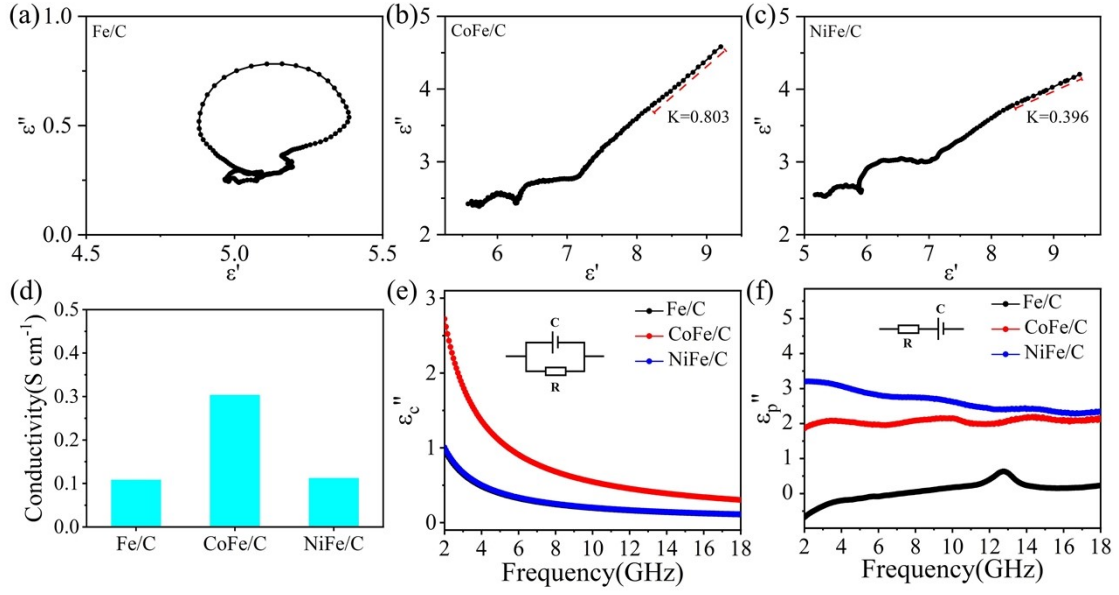 (a)
Fe/C
1.0
0.5
0.0
ε"
4.5 5.0 5.5
ε'
(b)
CoFe/C
5
4
3
2
ε"
K=0.803
6 7 8 9
ε'
(c)
NiFe/C
5
4
3
2
ε"
K=0.396
5 6 7 8 9
ε'
(d)
0.5
0.4
0.3
0.2
0.1
0.0
Conductivity(S cm⁻¹)
Fe/C CoFe/C NiFe/C
(e)
3
2
1
0
εc"
C
R
Fe/C
CoFe/C
NiFe/C
2 4 6 8 10 12 14 16 18
Frequency(GHz)
(f)
5
4
3
2
1
0
εp"
R
C
Fe/C
CoFe/C
NiFe/C
2 4 6 8 10 12 14 16 18
Frequency(GHz)